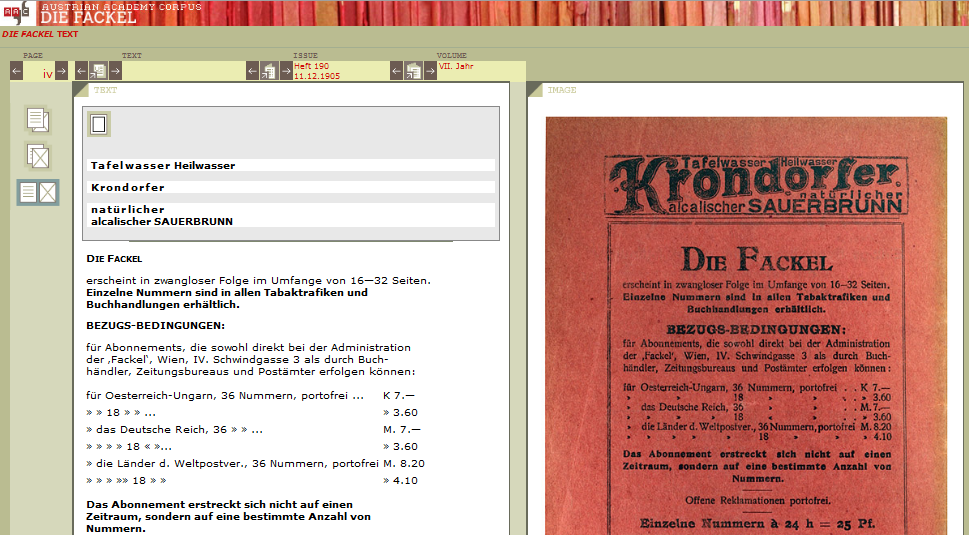 AAC
AUSTRIAN ACADEMY CORPUS
DIE FACKEL
DIE FACKEL TEXT
PAGE
TEXT
ISSUE
VOLUME
iv
Heft 190
11.12.1905
VII. Jahr
TEXT
Tafelwasser Heilwasser
Krondorfer
natürlicher
alcalischer SAUERBRUNN
DIE FACKEL
erscheint in zwangloser Folge im Umfange von 16—32 Seiten.
Einzelne Nummern sind in allen Tabaktrafiken und
Buchhandlungen erhältlich.
BEZUGS-BEDINGUNGEN:
für Abonnements, die sowohl direkt bei der Administration
der ‚Fackel‘, Wien, IV. Schwindgasse 3 als durch Buch-
händler, Zeitungsbureaus und Postämter erfolgen können:
für Oesterreich-Ungarn, 36 Nummern, portofrei ... K 7.—
» » 18 » » ... » 3.60
» das Deutsche Reich, 36 » » ... M. 7.—
» » » » 18 « »... » 3.60
» die Länder d. Weltpostver., 36 Nummern, portofrei M. 8.20
» » » »» 18 » » » 4.10
Das Abonnement erstreckt sich nicht auf einen
Zeitraum, sondern auf eine bestimmte Anzahl von
Nummern.
IMAGE
Tafelwasser Heilwasser
Krondorfer.
natürlicher
alcalischer SAUERBRUNN
DIE FACKEL
erscheint in zwangloser Folge im Umfange von 16—32 Seiten.
Einzelne Nummern sind in allen Tabaktrafiken und
Buchhandlungen erhältlich.
BEZUGS-BEDINGUNGEN:
für Abonnements, die sowohl direkt bei der Administration
der ‚Fackel‘, Wien, IV. Schwindgasse 3 als durch Buch-
händler, Zeitungsbureaus und Postämter erfolgen können:
für Oesterreich-Ungarn, 36 Nummern, portofrei . . K 7.—
» » 18 » » . . » 3.60
» das Deutsche Reich, 36 » » . . M. 7.—
» » » » 18 » » . . » 3.60
» die Länder d. Weltpostver., 36 Nummern, portofrei M. 8.20
» » » » » 18 » » » 4.10
Das Abonnement erstreckt sich nicht auf einen
Zeitraum, sondern auf eine bestimmte Anzahl von
Nummern.
Offene Reklamationen portofrei.
Einzelne Nummern à 24 h = 25 Pf.